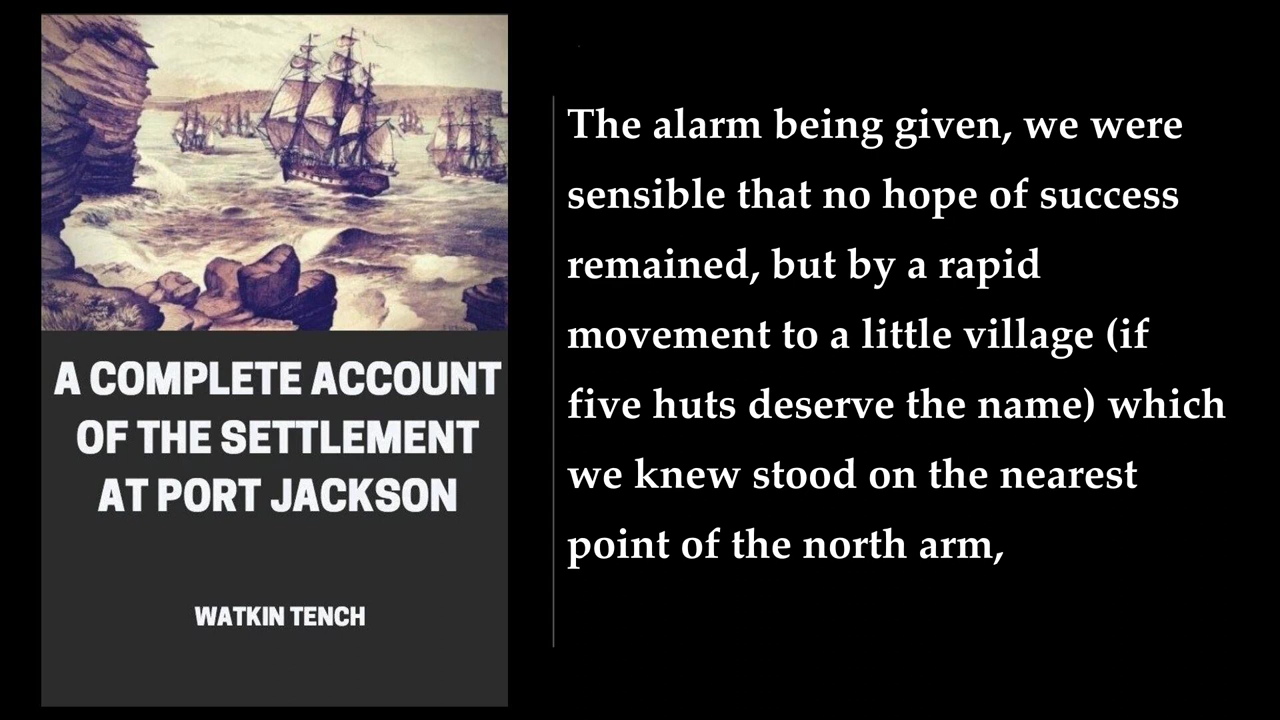 A COMPLETE ACCOUNT
OF THE SETTLEMENT
AT PORT JACKSON
WATKIN TENCH
The alarm being given, we were
sensible that no hope of success
remained, but by a rapid
movement to a little village (if
five huts deserve the name) which
we knew stood on the nearest
point of the north arm,